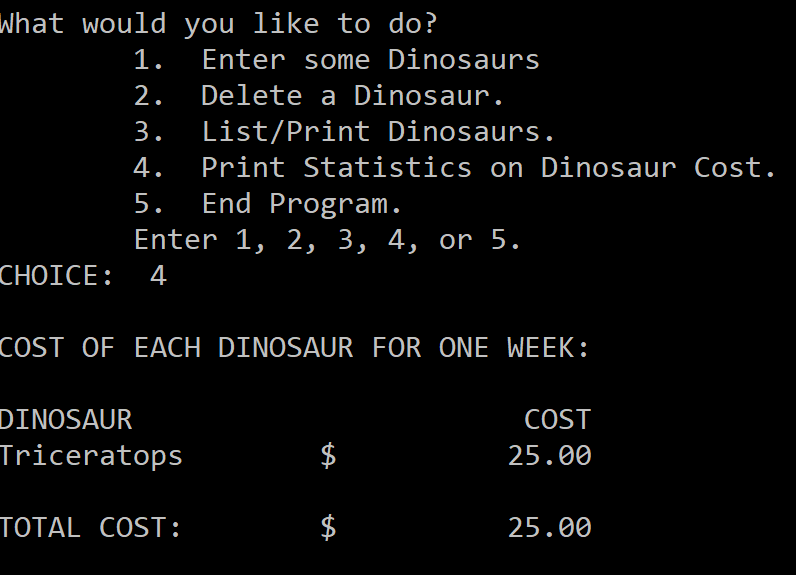 What would you like to do?
1.  Enter some Dinosaurs
2.  Delete a Dinosaur.
3.  List/Print Dinosaurs.
4.  Print Statistics on Dinosaur Cost.
5.  End Program.
Enter 1, 2, 3, 4, or 5.
CHOICE:  4
COST OF EACH DINOSAUR FOR ONE WEEK:
DINOSAUR                       COST
Triceratops        $          25.00
TOTAL COST:        $          25.00